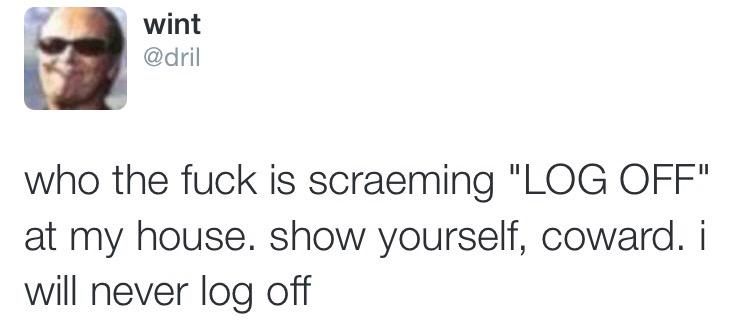 wint
@dril
who the fuck is scraeming "LOG OFF"
at my house. show yourself, coward. i
will never log off